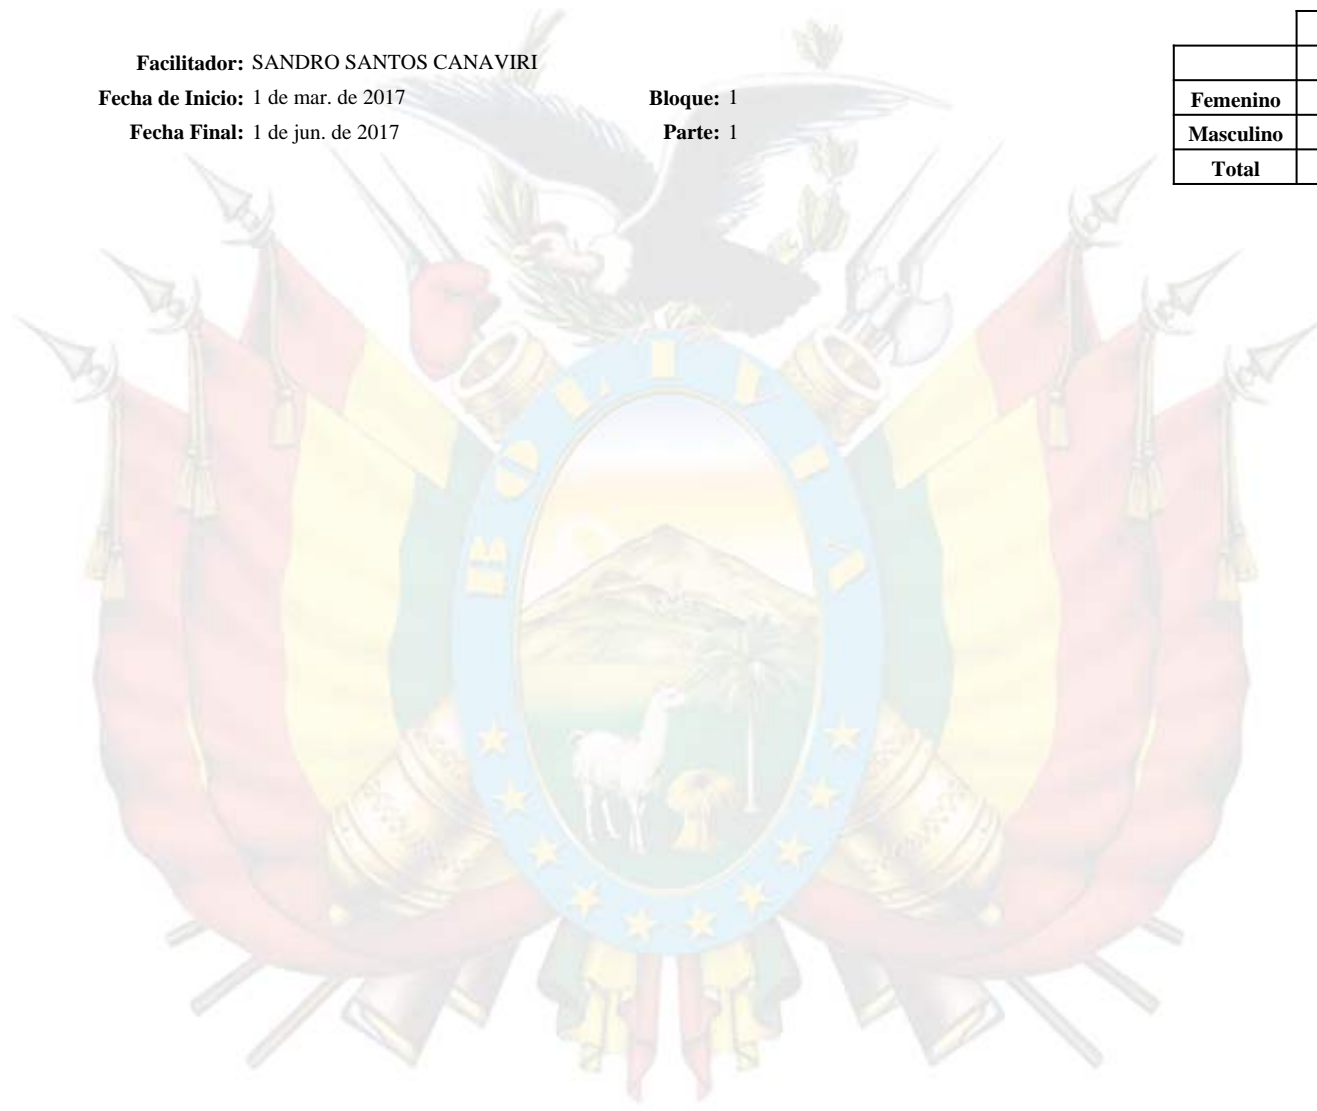 Facilitador: SANDRO SANTOS CANAVIRI
Fecha de Inicio: 1 de mar. de 2017 Bloque: 1
Fecha Final: 1 de jun. de 2017 Parte: 1
Femenino
Masculino
Total
BOLIVIA